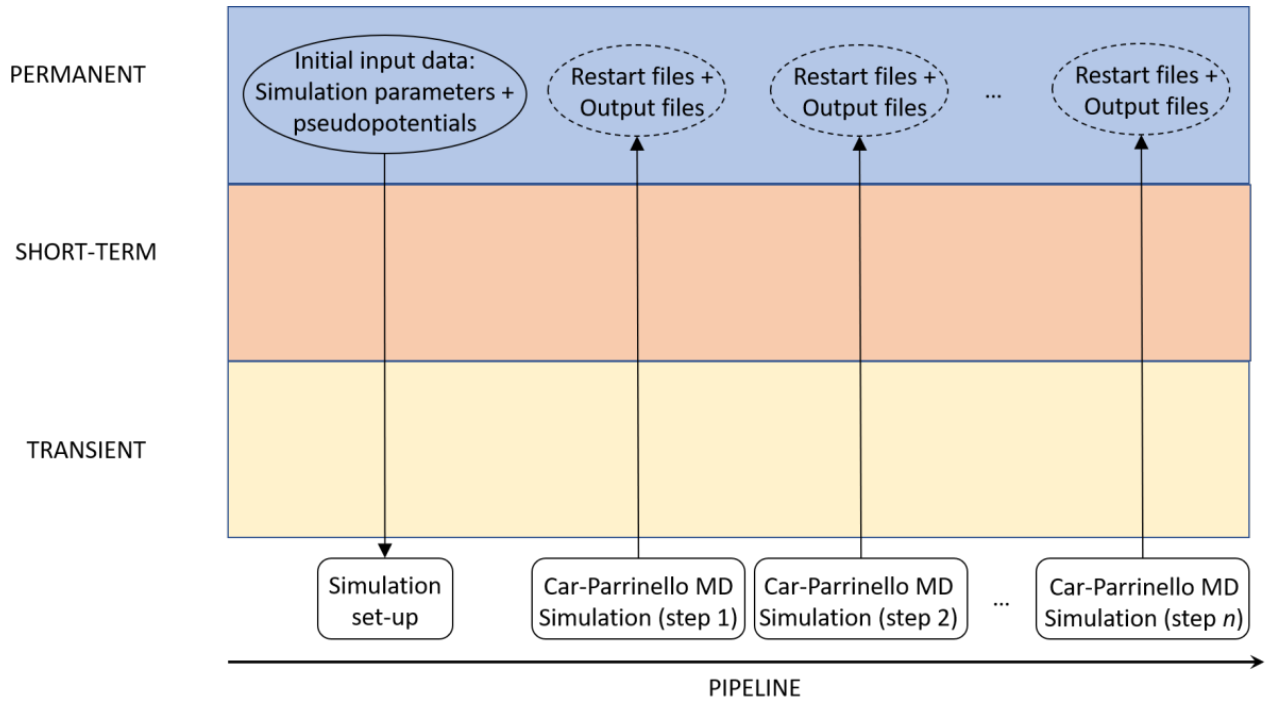 PERMANENT
Initial input data:
Simulation parameters +
pseudopotentials
Restart files +
Output files
Restart files +
Output files
...
Restart files +
Output files
SHORT-TERM
TRANSIENT
Simulation
set-up
Car-Parrinello MD
Simulation (step 1)
Car-Parrinello MD
Simulation (step 2)
...
Car-Parrinello MD
Simulation (step n)
PIPELINE